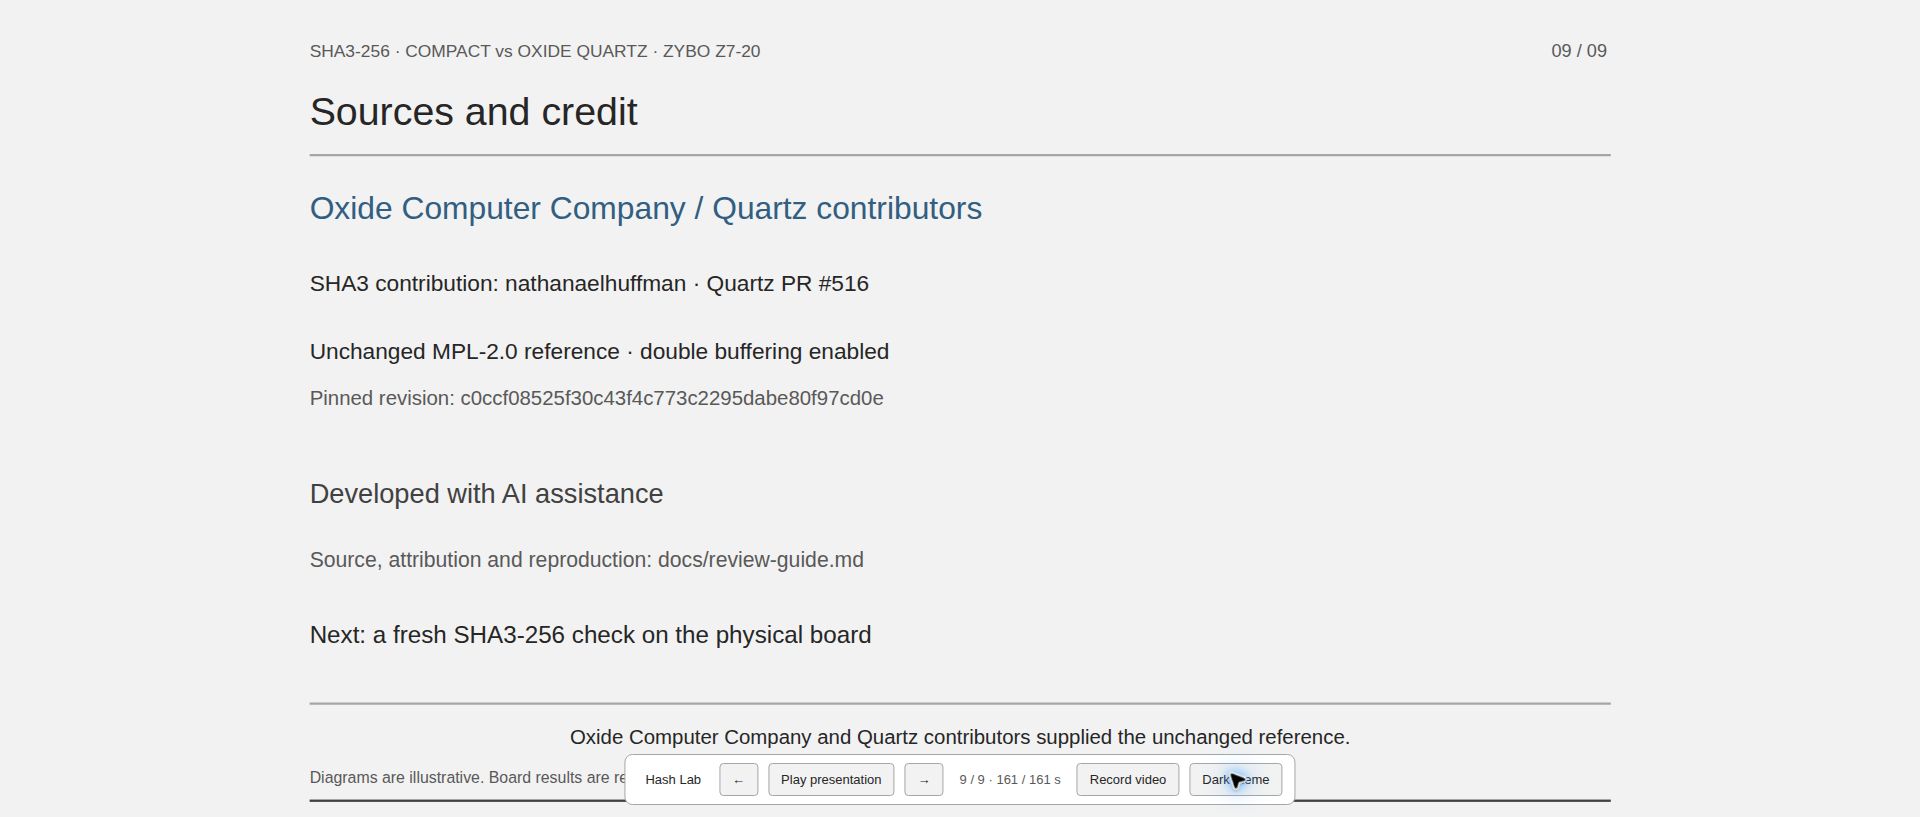 SHA3-256 · COMPACT vs OXIDE QUARTZ · ZYBO Z7-20
09 / 09
Sources and credit
Oxide Computer Company / Quartz contributors
SHA3 contribution: nathanaelhuffman · Quartz PR #516
Unchanged MPL-2.0 reference · double buffering enabled
Pinned revision: c0ccf08525f30c43f4c773c2295dabe80f97cd0e
Developed with AI assistance
Source, attribution and reproduction: docs/review-guide.md
Next: a fresh SHA3-256 check on the physical board
Oxide Computer Company and Quartz contributors supplied the unchanged reference.
Diagrams are illustrative. Board results are
Hash Lab ← Play presentation → 9 / 9 · 161 / 161 s Record video Dark